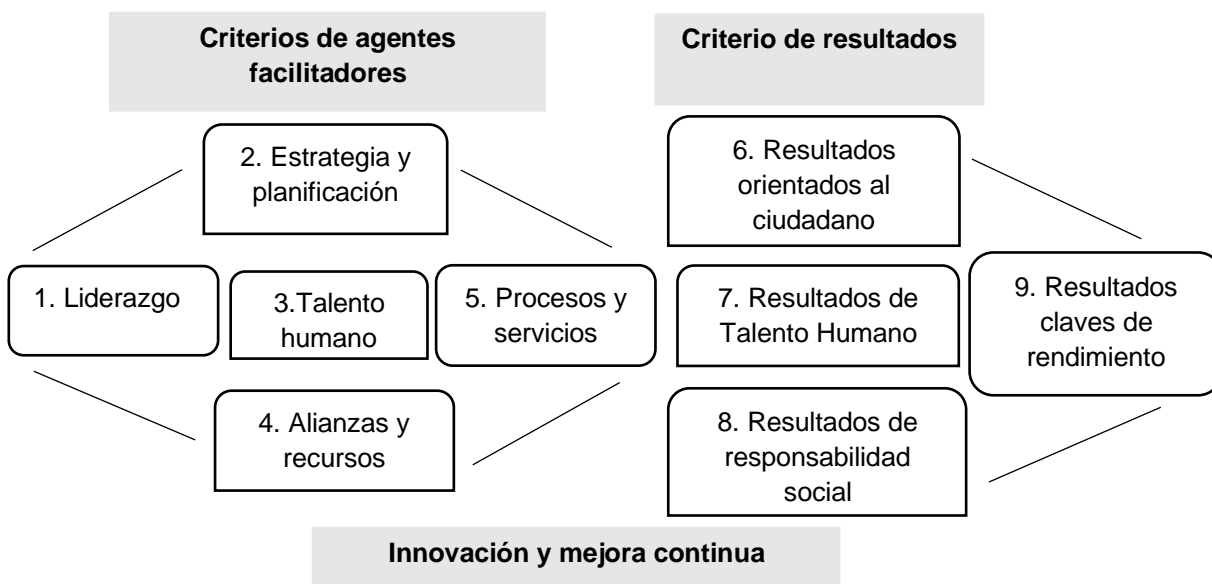 Criterios de agentes
facilitadores
Criterio de resultados
2. Estrategia y
planificación
6. Resultados
orientados al
ciudadano
1. Liderazgo
3.Talento
humano
5. Procesos y
servicios
7. Resultados de
Talento Humano
9. Resultados
claves de
rendimiento
4. Alianzas y
recursos
8. Resultados de
responsabilidad
social
Innovación y mejora continua